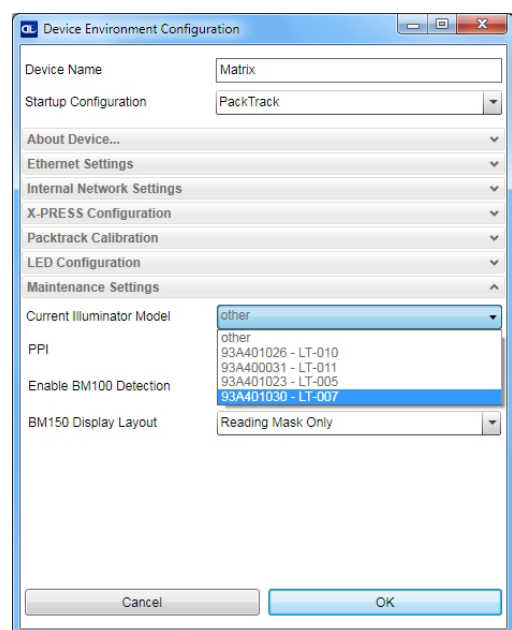 Device Environment Configuration
Device Name Matrix
Startup Configuration PackTrack
About Device...
Ethernet Settings
Internal Network Settings
X-PRESS Configuration
Packtrack Calibration
LED Configuration
Maintenance Settings
Current Illuminator Model other
other
PPI 93A401026 - LT-010
93A400031 - LT-011
Enable BM100 Detection 93A401023 - LT-005
93A401030 - LT-007
BM150 Display Layout Reading Mask Only
Cancel OK